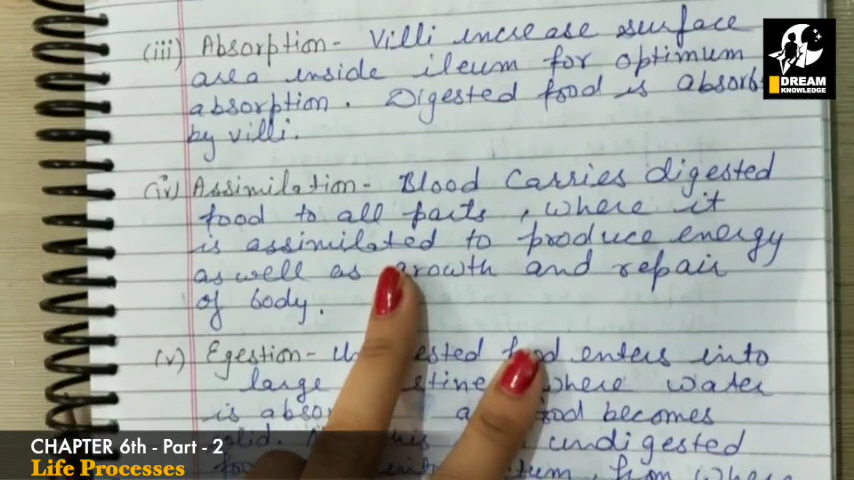 (iii) Absorption - Villi increase surface
area inside ileum for optimum
absorption. Digested food is absorb
by villi.
(iv) Assimilation - Blood carries digested
food to all parts, where it
is assimilated to produce energy
as well as growth and repair
of body.
(v) Egestion - food enters into
large where water
is becomes
undigested
from where
DREAM
KNOWLEDGE
CHAPTER 6th - Part - 2
Life Processes